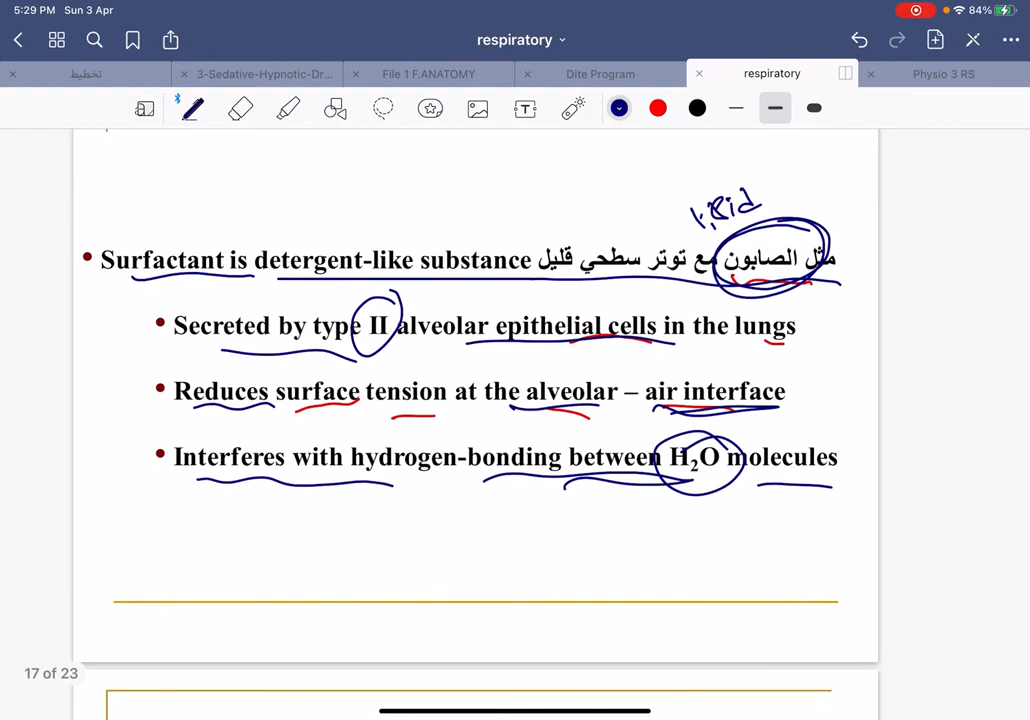 5:29 PM Sun 3 Apr 84%
respiratory
تخطيط 3-Sedative-Hypnotic-Dr... File 1 F.ANATOMY Dite Program respiratory Physio 3 RS
• Surfactant is detergent-like substance مثل الصابون مع توتر سطحي قليل
• Secreted by type II alveolar epithelial cells in the lungs
• Reduces surface tension at the alveolar – air interface
• Interferes with hydrogen-bonding between H₂O molecules
17 of 23